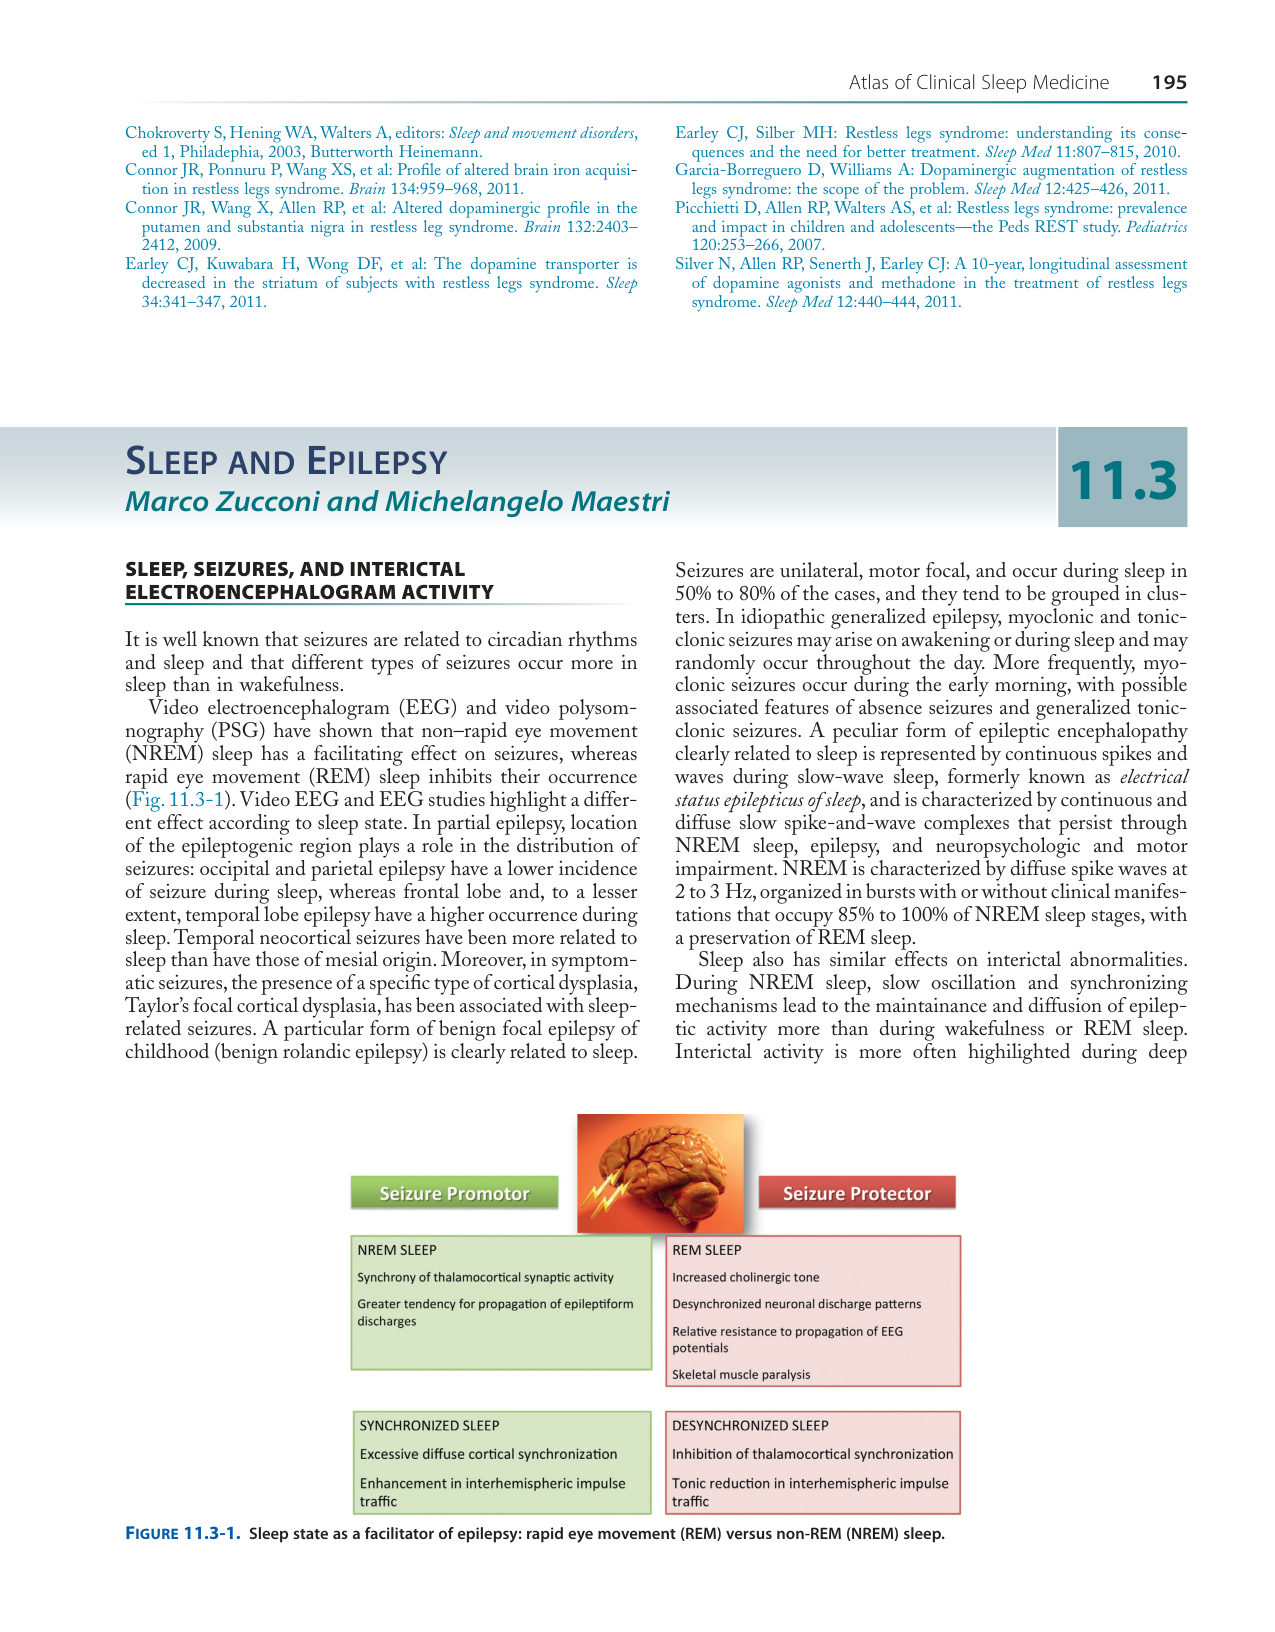 Atlas of Clinical Sleep Medicine 195
Chokroverty S, Hening WA, Walters A, editors: Sleep and movement disorders,
ed 1, Philadephia, 2003, Butterworth Heinemann.
Connor JR, Ponnuru P, Wang XS, et al: Profile of altered brain iron acquisi-
tion in restless legs syndrome. Brain 134:959–968, 2011.
Connor JR, Wang X, Allen RP, et al: Altered dopaminergic profile in the
putamen and substantia nigra in restless leg syndrome. Brain 132:2403–
2412, 2009.
Earley CJ, Kuwabara H, Wong DF, et al: The dopamine transporter is
decreased in the striatum of subjects with restless legs syndrome. Sleep
34:341–347, 2011.
Earley CJ, Silber MH: Restless legs syndrome: understanding its conse-
quences and the need for better treatment. Sleep Med 11:807–815, 2010.
Garcia-Borreguero D, Williams A: Dopaminergic augmentation of restless
legs syndrome: the scope of the problem. Sleep Med 12:425–426, 2011.
Picchietti D, Allen RP, Walters AS, et al: Restless legs syndrome: prevalence
and impact in children and adolescents—the Peds REST study. Pediatrics
120:253–266, 2007.
Silver N, Allen RP, Senerth J, Earley CJ: A 10-year, longitudinal assessment
of dopamine agonists and methadone in the treatment of restless legs
syndrome. Sleep Med 12:440–444, 2011.
SLEEP AND EPILEPSY
Marco Zucconi and Michelangelo Maestri
11.3
SLEEP, SEIZURES, AND INTERICTAL
ELECTROENCEPHALOGRAM ACTIVITY
It is well known that seizures are related to circadian rhythms
and sleep and that different types of seizures occur more in
sleep than in wakefulness.
Video electroencephalogram (EEG) and video polysom-
nography (PSG) have shown that non–rapid eye movement
(NREM) sleep has a facilitating effect on seizures, whereas
rapid eye movement (REM) sleep inhibits their occurrence
(Fig. 11.3-1). Video EEG and EEG studies highlight a differ-
ent effect according to sleep state. In partial epilepsy, location
of the epileptogenic region plays a role in the distribution of
seizures: occipital and parietal epilepsy have a lower incidence
of seizure during sleep, whereas frontal lobe and, to a lesser
extent, temporal lobe epilepsy have a higher occurrence during
sleep. Temporal neocortical seizures have been more related to
sleep than have those of mesial origin. Moreover, in symptom-
atic seizures, the presence of a specific type of cortical dysplasia,
Taylor's focal cortical dysplasia, has been associated with sleep-
related seizures. A particular form of benign focal epilepsy of
childhood (benign rolandic epilepsy) is clearly related to sleep.
Seizures are unilateral, motor focal, and occur during sleep in
50% to 80% of the cases, and they tend to be grouped in clus-
ters. In idiopathic generalized epilepsy, myoclonic and tonic-
clonic seizures may arise on awakening or during sleep and may
randomly occur throughout the day. More frequently, myo-
clonic seizures occur during the early morning, with possible
associated features of absence seizures and generalized tonic-
clonic seizures. A peculiar form of epileptic encephalopathy
clearly related to sleep is represented by continuous spikes and
waves during slow-wave sleep, formerly known as electrical
status epilepticus of sleep, and is characterized by continuous and
diffuse slow spike-and-wave complexes that persist through
NREM sleep, epilepsy, and neuropsychologic and motor
impairment. NREM is characterized by diffuse spike waves at
2 to 3 Hz, organized in bursts with or without clinical manifes-
tations that occupy 85% to 100% of NREM sleep stages, with
a preservation of REM sleep.
Sleep also has similar effects on interictal abnormalities.
During NREM sleep, slow oscillation and synchronizing
mechanisms lead to the maintainance and diffusion of epilep-
tic activity more than during wakefulness or REM sleep.
Interictal activity is more often highilighted during deep
Seizure Promotor
Seizure Protector
NREM SLEEP
Synchrony of thalamocortical synaptic activity
Greater tendency for propagation of epileptiform
discharges
REM SLEEP
Increased cholinergic tone
Desynchronized neuronal discharge patterns
Relative resistance to propagation of EEG
potentials
Skeletal muscle paralysis
SYNCHRONIZED SLEEP
Excessive diffuse cortical synchronization
Enhancement in interhemispheric impulse
traffic
DESYNCHRONIZED SLEEP
Inhibition of thalamocortical synchronization
Tonic reduction in interhemispheric impulse
traffic
FIGURE 11.3-1. Sleep state as a facilitator of epilepsy: rapid eye movement (REM) versus non-REM (NREM) sleep.